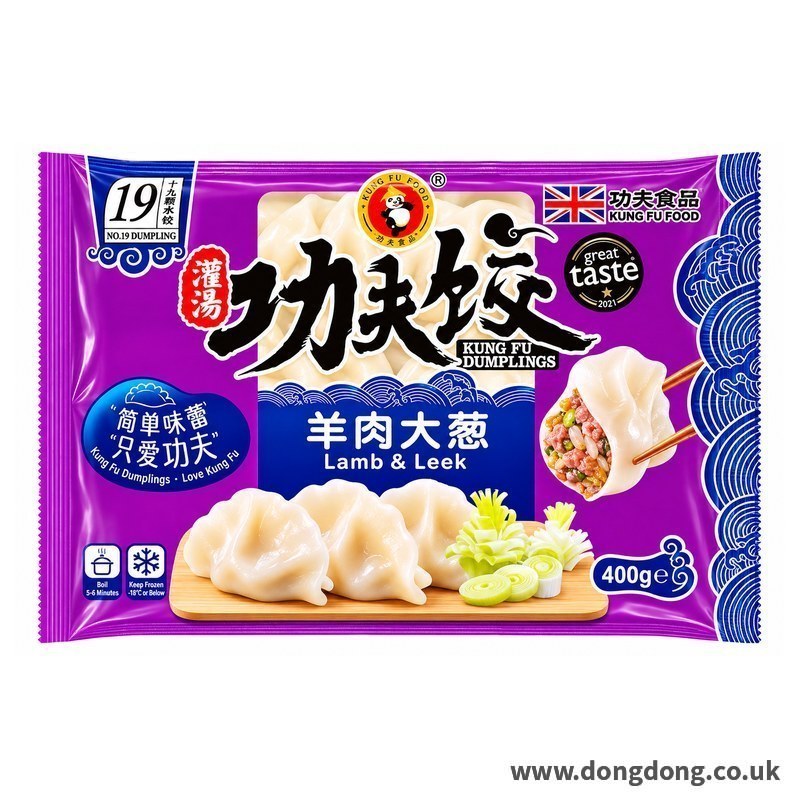 19
十九颗水饺
NO.19 DUMPLING
KUNG FU FOOD
功夫食品
®
功夫食品
KUNG FU FOOD
great
taste
2021
灌湯
功夫饺
KUNG FU
DUMPLINGS
"简单味蕾
"只爱功夫"
Kung Fu Dumplings · Love Kung Fu
羊肉大葱
Lamb & Leek
Boil
5-6 Minutes
Keep Frozen
-18°C or Below
400g℮
www.dongdong.co.uk